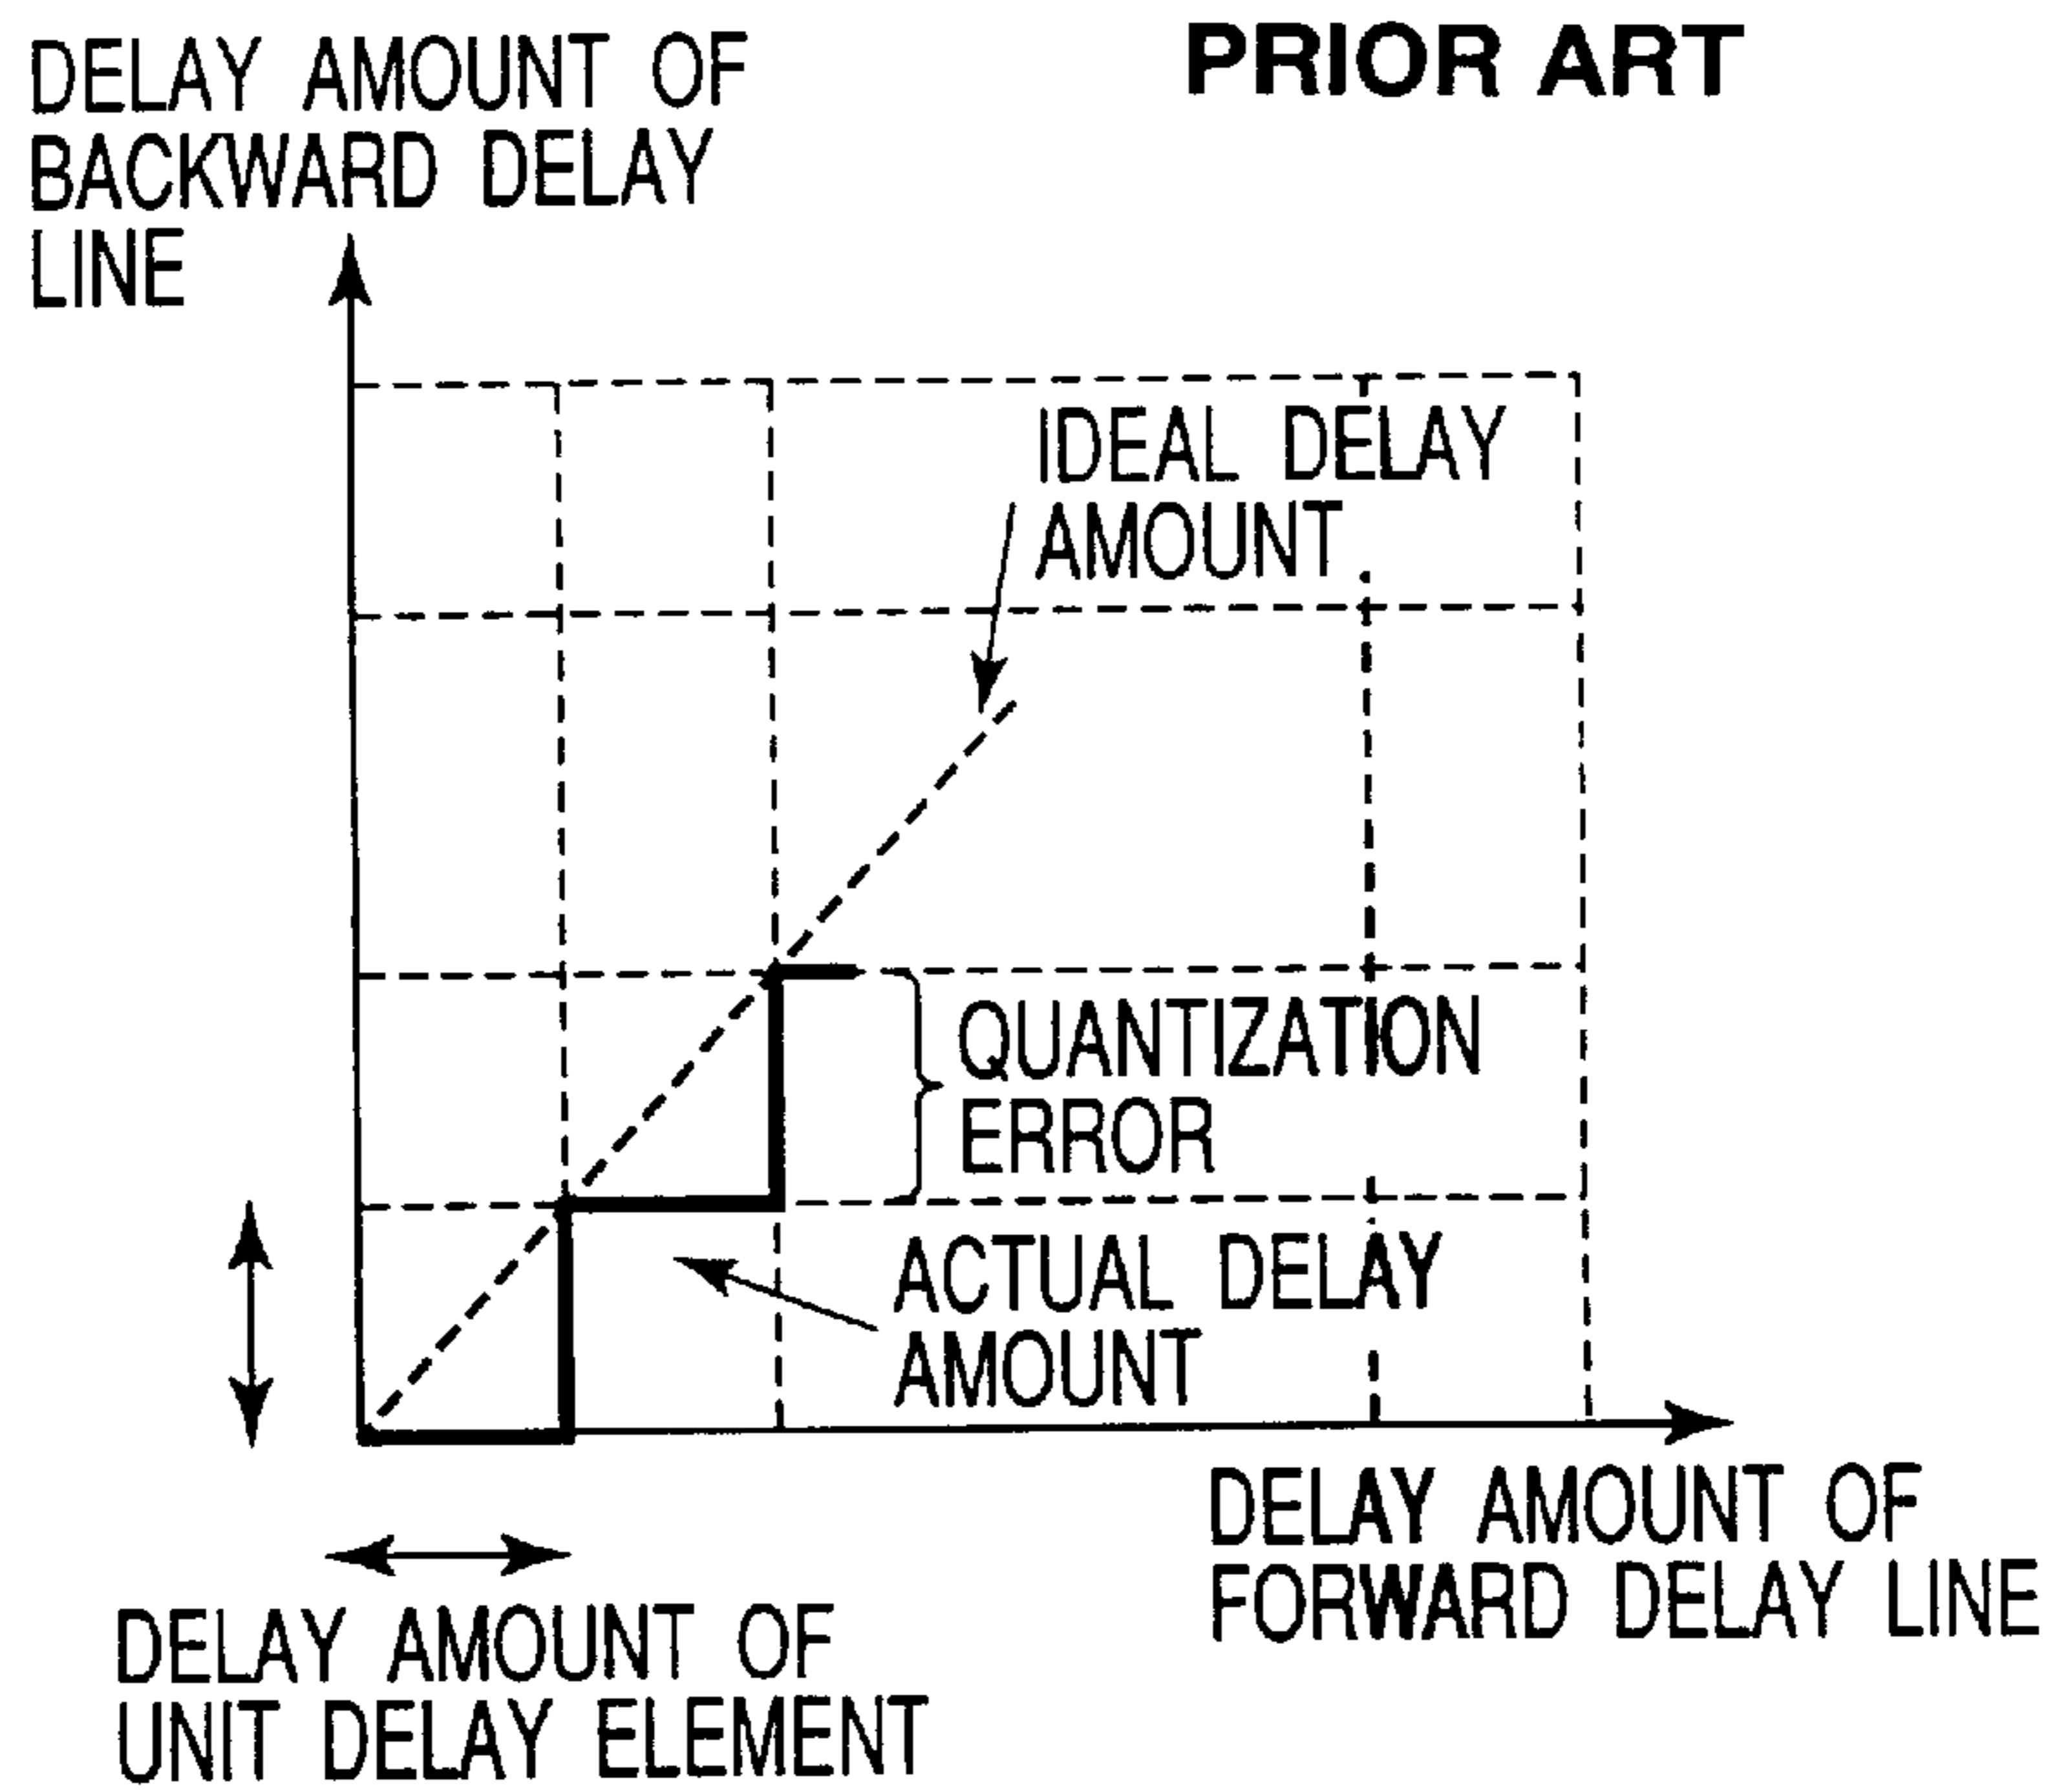 PRIOR ART
DELAY AMOUNT OF
BACKWARD DELAY
LINE
IDEAL DELAY
AMOUNT
QUANTIZATION
ERROR
ACTUAL DELAY
AMOUNT
DELAY AMOUNT OF
FORWARD DELAY LINE
DELAY AMOUNT OF
UNIT DELAY ELEMENT